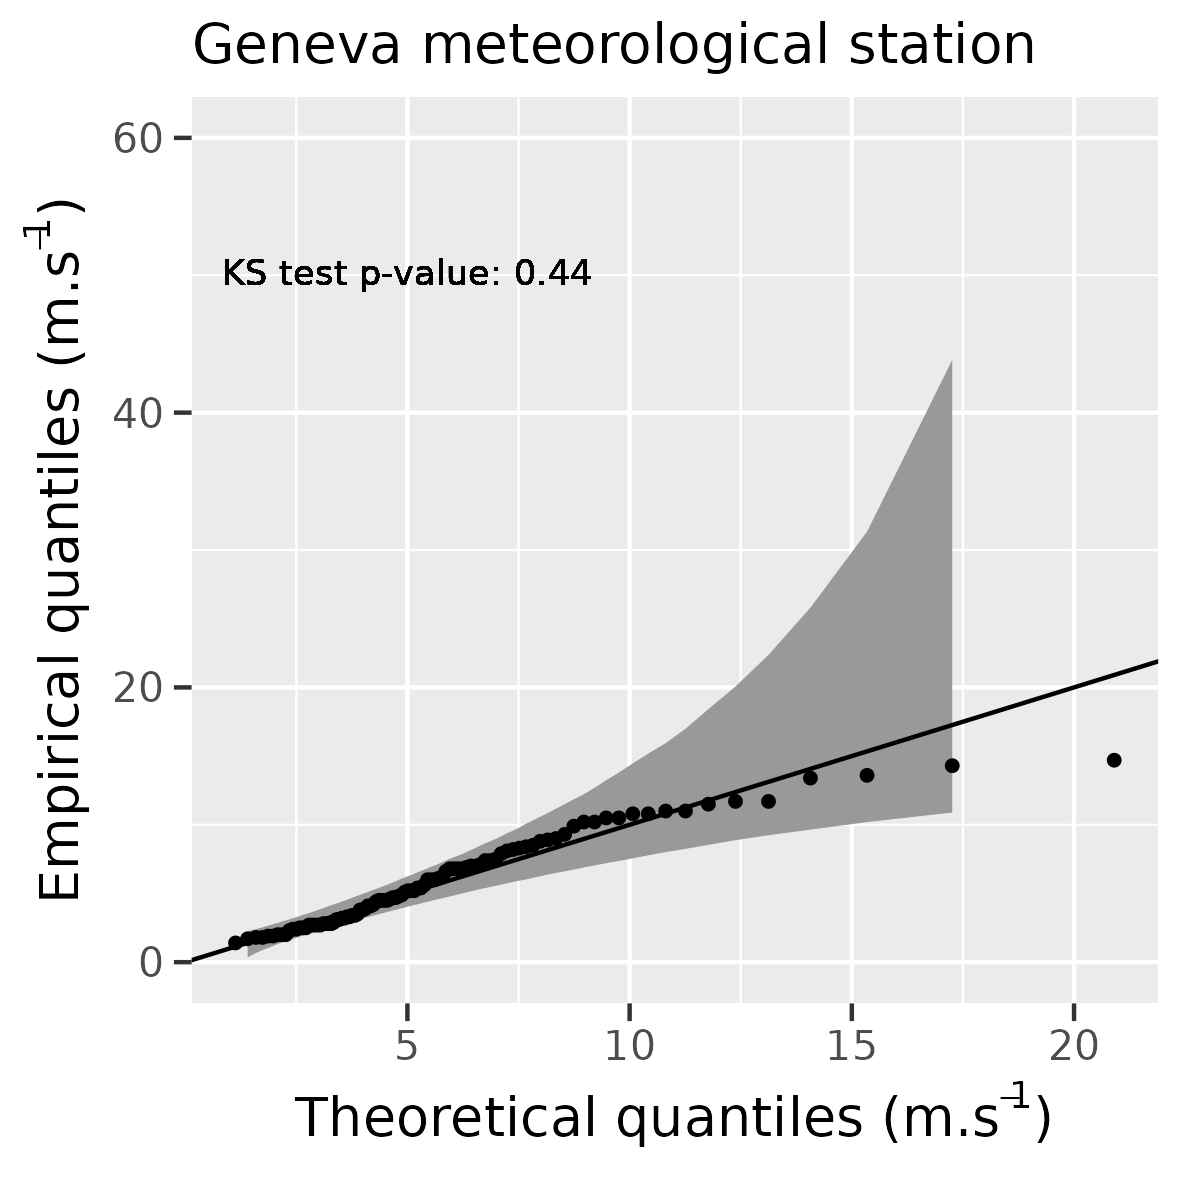 Geneva meteorological station
60
40
20
0
KS test p-value: 0.44
Empirical quantiles (m.s⁻¹)
5 10 15 20
Theoretical quantiles (m.s⁻¹)